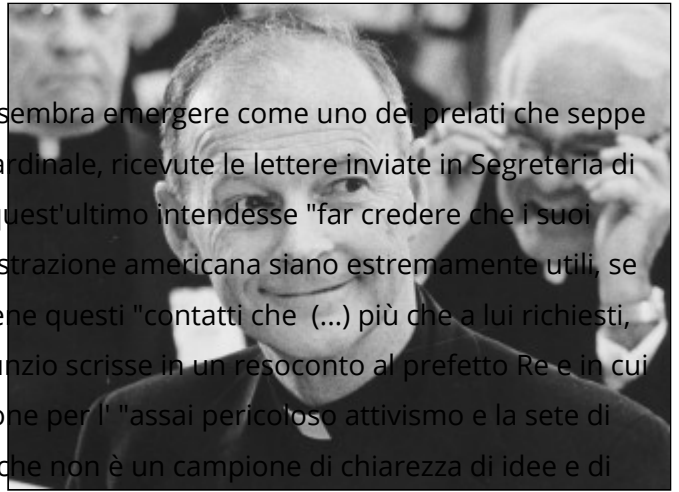 sembra emergere come uno dei prelati che seppe
ardinale, ricevute le lettere inviate in Segreteria di
quest'ultimo intendesse "far credere che i suoi
strazione americana siano estremamente utili, se
ene questi "contatti che (...) più che a lui richiesti,
unzio scrisse in un resoconto al prefetto Re e in cui
one per l' "assai pericoloso attivismo e la sete di
che non è un campione di chiarezza di idee e di